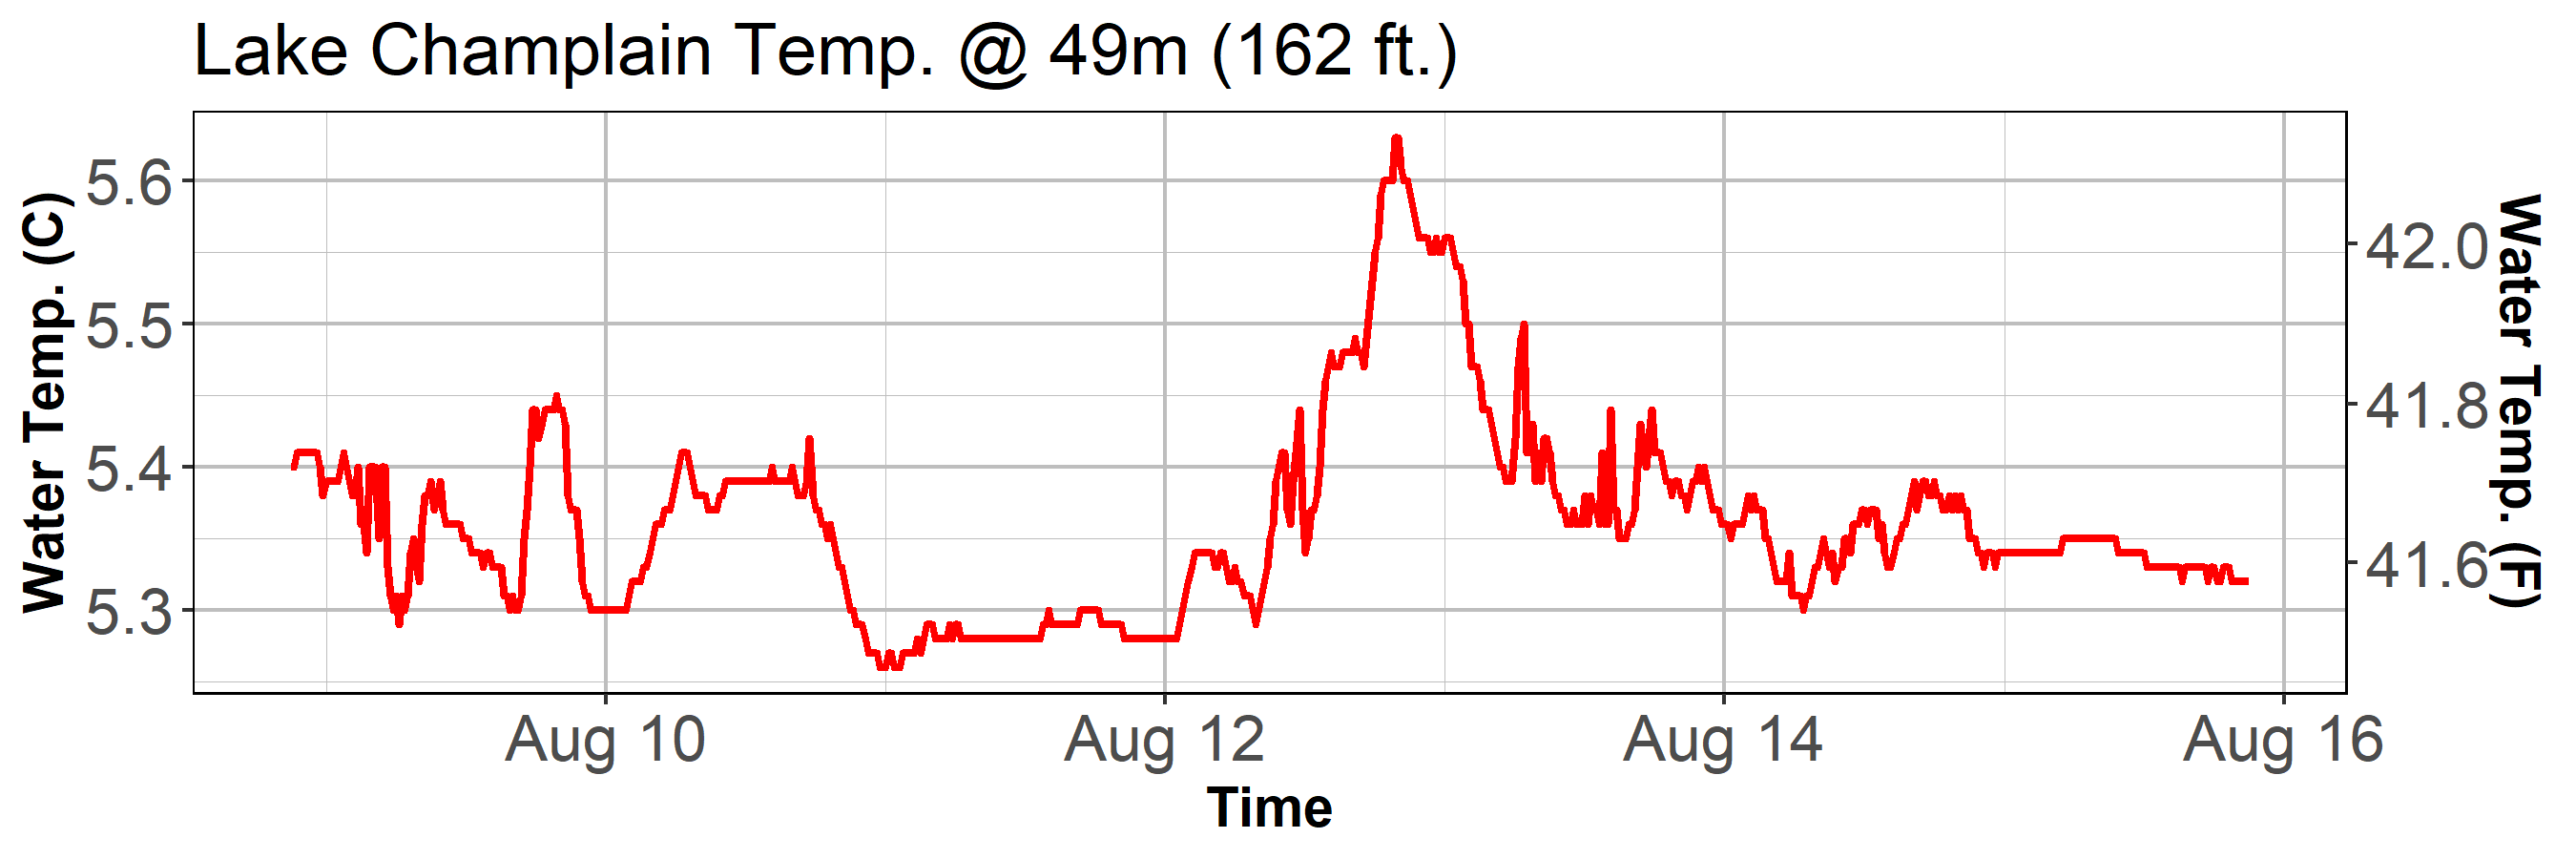 Lake Champlain Temp. @ 49m (162 ft.)
Water Temp. (C)
5.6
5.5
5.4
5.3
42.0
41.8
41.6
Water Temp. (F)
Aug 10 Aug 12 Aug 14 Aug 16
Time